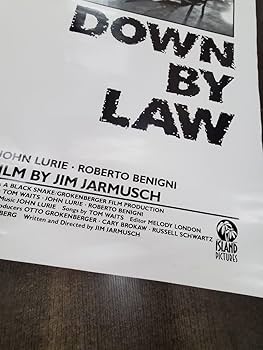 DOWN
BY
LAW
JOHN LURIE · ROBERTO BENIGNI
FILM BY JIM JARMUSCH
A BLACK SNAKE/GROKENBERGER FILM PRODUCTION
TOM WAITS · JOHN LURIE · ROBERTO BENIGNI
Music JOHN LURIE Songs by TOM WAITS Editor MELODY LONDON
OTTO GROKENBERGER · CARY BROKAW · RUSSELL SCHWARTZ
BERG Written and Directed by JIM JARMUSCH
ISLAND
PICTURES